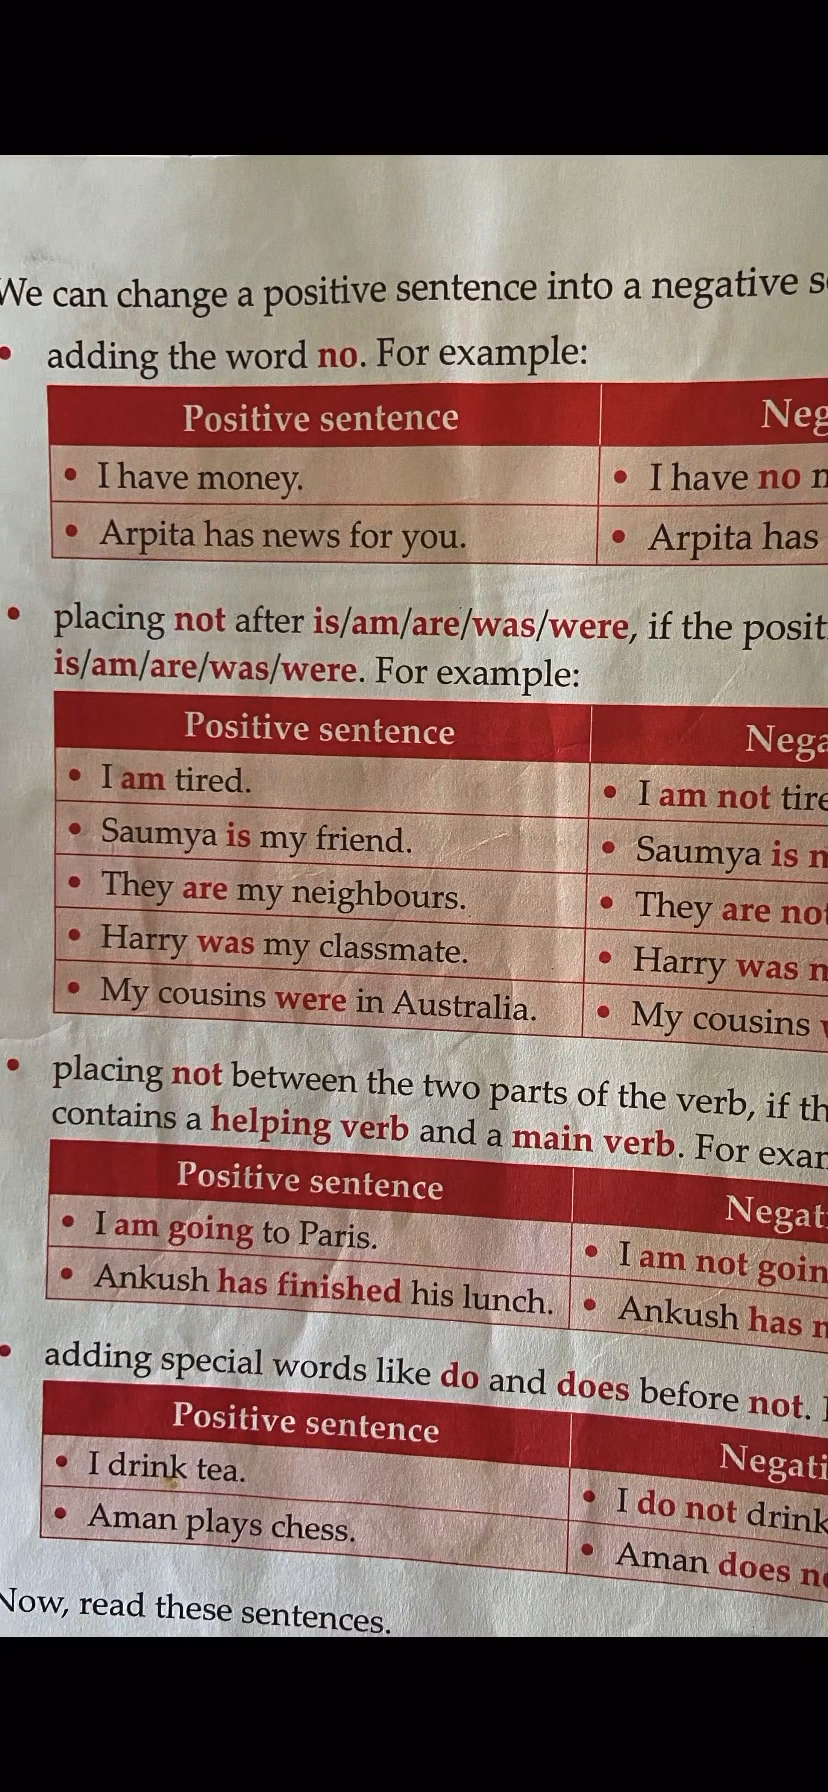 We can change a positive sentence into a negative
• adding the word no. For example:
Positive sentence
• I have money. • I have no
• Arpita has news for you. • Arpita has
• placing not after is/am/are/was/were, if the
is/am/are/was/were. For example:
Positive sentence
• I am tired. • I am not
• Saumya is my friend. • Saumya is
• They are my neighbours. • They are
• Harry was my classmate. • Harry was
• My cousins were in Australia. • My cousins
• placing not between the two parts of the verb, if
contains a helping verb and a main verb. For
Positive sentence
• I am going to Paris. • I am not
• Ankush has finished his lunch. • Ankush has
• adding special words like do and does before not.
Positive sentence
• I drink tea. • I do not drink
• Aman plays chess. • Aman does
Now, read these sentences.